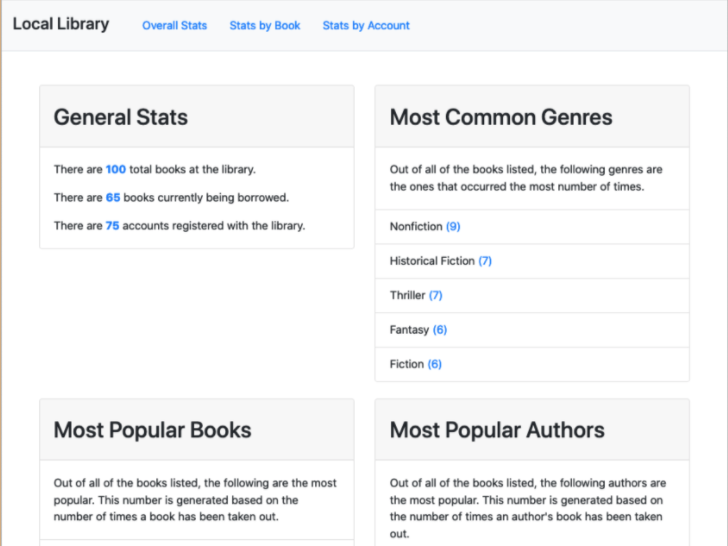 Local Library
Overall Stats
Stats by Book
Stats by Account
General Stats
There are 100 total books at the library.
There are 65 books currently being borrowed.
There are 75 accounts registered with the library.
Most Common Genres
Out of all of the books listed, the following genres are
the ones that occurred the most number of times.
Nonfiction (9)
Historical Fiction (7)
Thriller (7)
Fantasy (6)
Fiction (6)
Most Popular Books
Out of all of the books listed, the following are the most
popular. This number is generated based on the
number of times a book has been taken out.
Most Popular Authors
Out of all of the books listed, the following authors are
the most popular. This number is generated based on
the number of times an author's book has been taken
out.